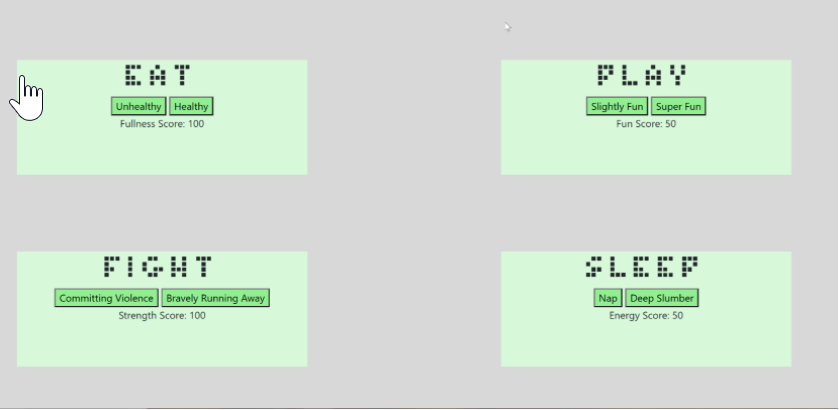 EAT
Unhealthy Healthy
Fullness Score: 100
PLAY
Slightly Fun Super Fun
Fun Score: 50
FIGHT
Committing Violence Bravely Running Away
Strength Score: 100
SLEEP
Nap Deep Slumber
Energy Score: 50